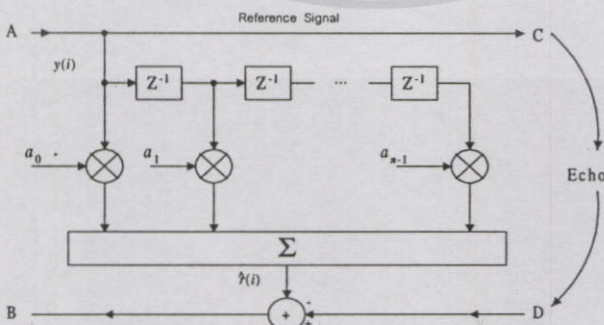 Reference Signal
A
C
y(i)
Z-1 Z-1 ... Z-1
a0 a1 an-1
Echo
Σ
r̂(i)
B + - + D